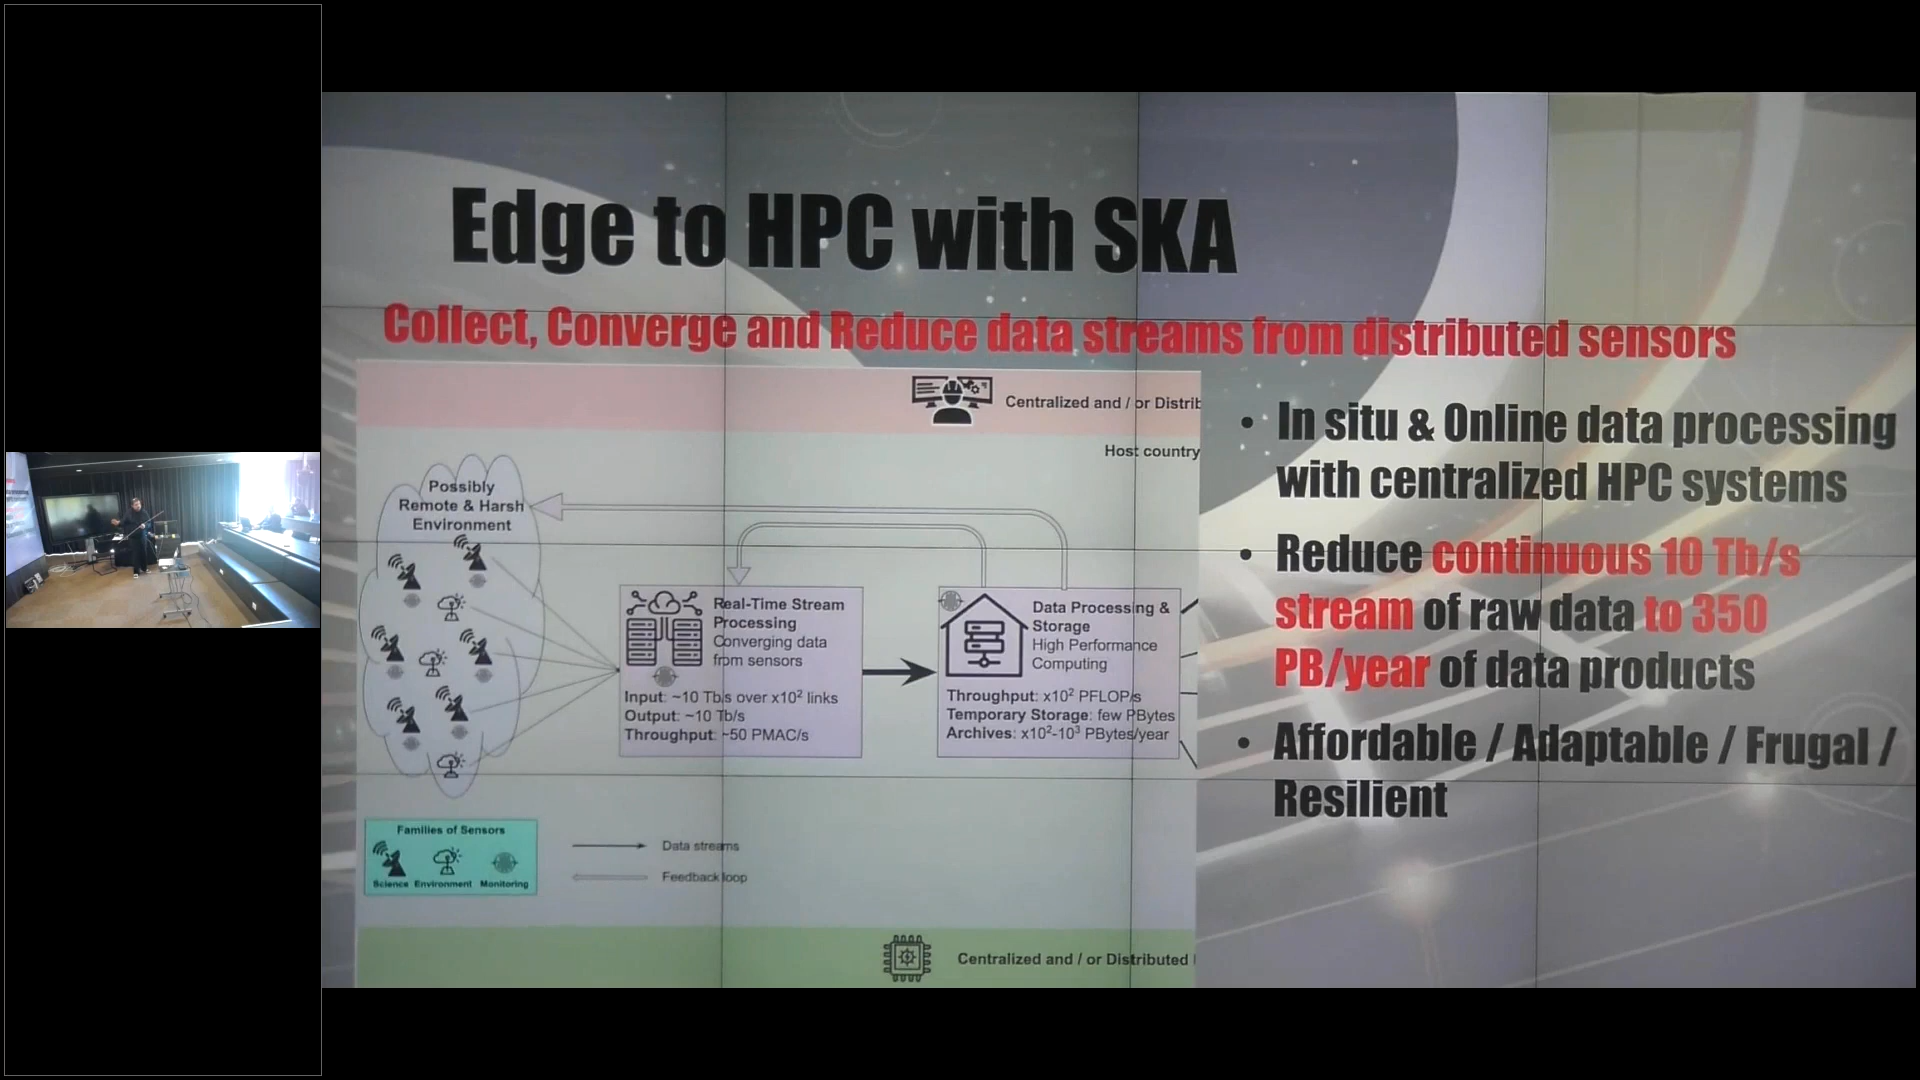 Edge to HPC with SKA
Collect, Converge and Reduce data streams from distributed sensors
Centralized and / or Distrib
Host country
Possibly
Remote & Harsh
Environment
Real-Time Stream
Processing
Converging data
from sensors
Input: ~10 Tb/s over x10² links
Output: ~10 Tb/s
Throughput: ~50 PMAC/s
Data Processing &
Storage
High Performance
Computing
Throughput: x10² PFLOP/s
Temporary Storage: few PBytes
Archives: x10²-10³ PBytes/year
Families of Sensors
Science Environment Monitoring
Data streams
Feedback loop
Centralized and / or Distributed
• In situ & Online data processing
with centralized HPC systems
• Reduce continuous 10 Tb/s
stream of raw data to 350
PB/year of data products
• Affordable / Adaptable / Frugal /
Resilient